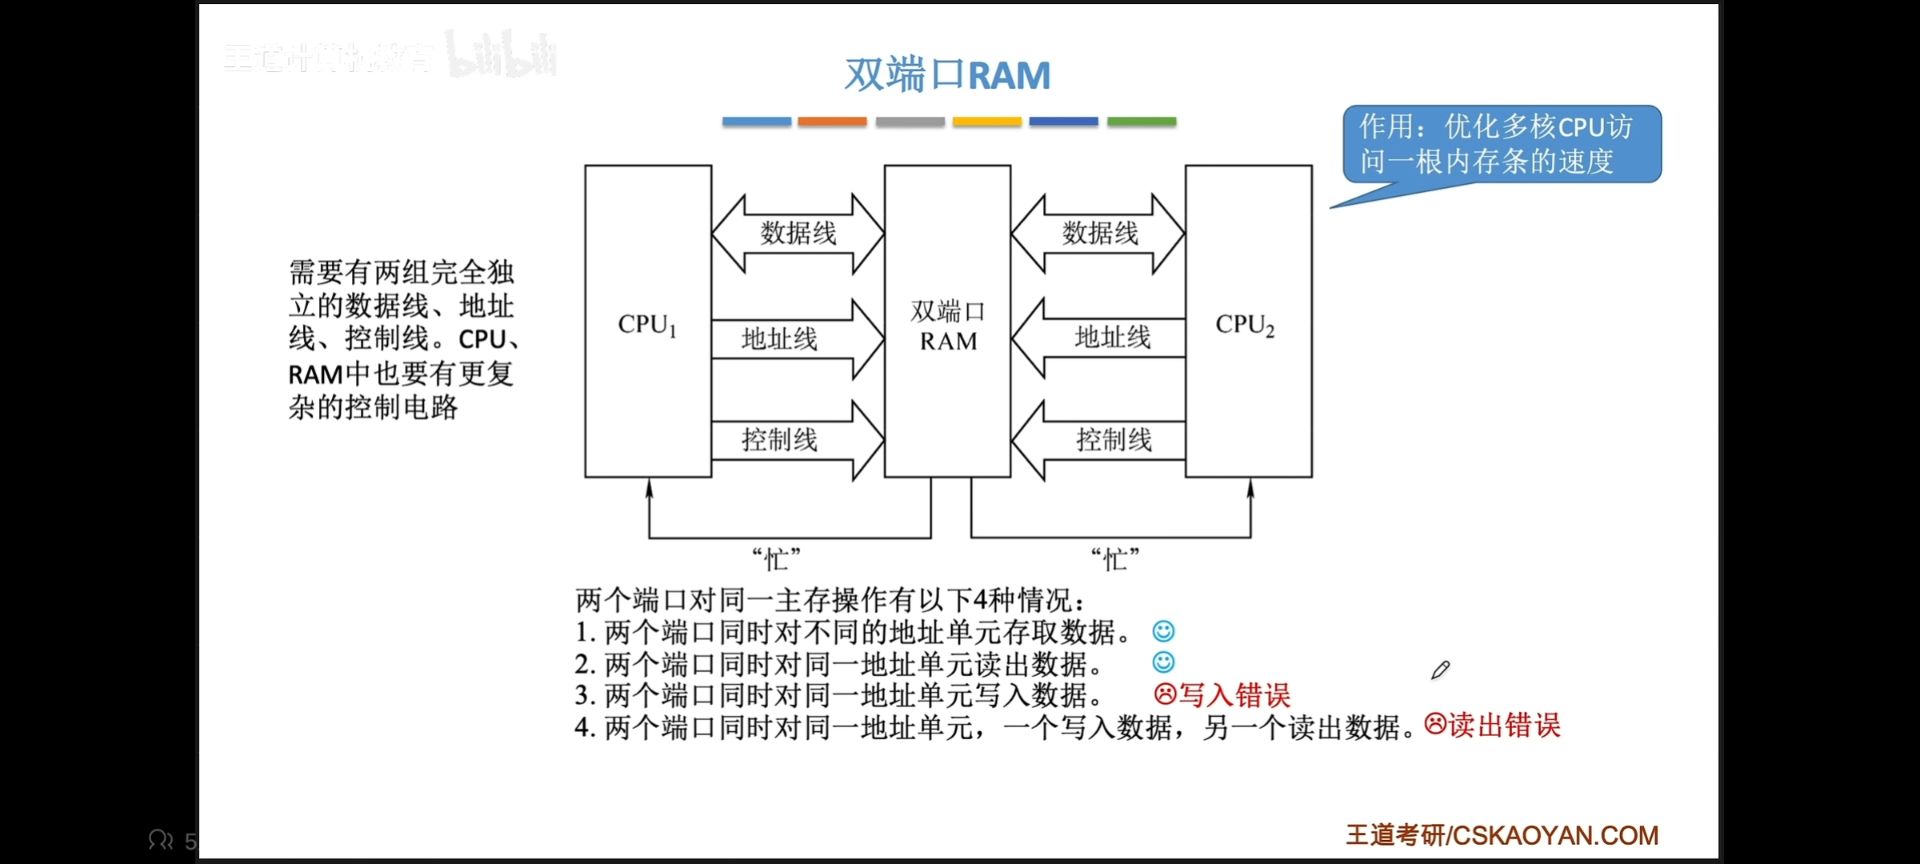 王道计算机教育 bilibili
双端口RAM
作用：优化多核CPU访
问一根内存条的速度
需要有两组完全独
立的数据线、地址
线、控制线。CPU、
RAM中也要有更复
杂的控制电路
CPU₁
数据线
地址线
控制线
双端口
RAM
数据线
地址线
控制线
CPU₂
“忙”
“忙”
两个端口对同一主存操作有以下4种情况：
1. 两个端口同时对不同的地址单元存取数据。
2. 两个端口同时对同一地址单元读出数据。
3. 两个端口同时对同一地址单元写入数据。 写入错误
4. 两个端口同时对同一地址单元，一个写入数据，另一个读出数据。 读出错误
王道考研/CSKAOYAN.COM
5